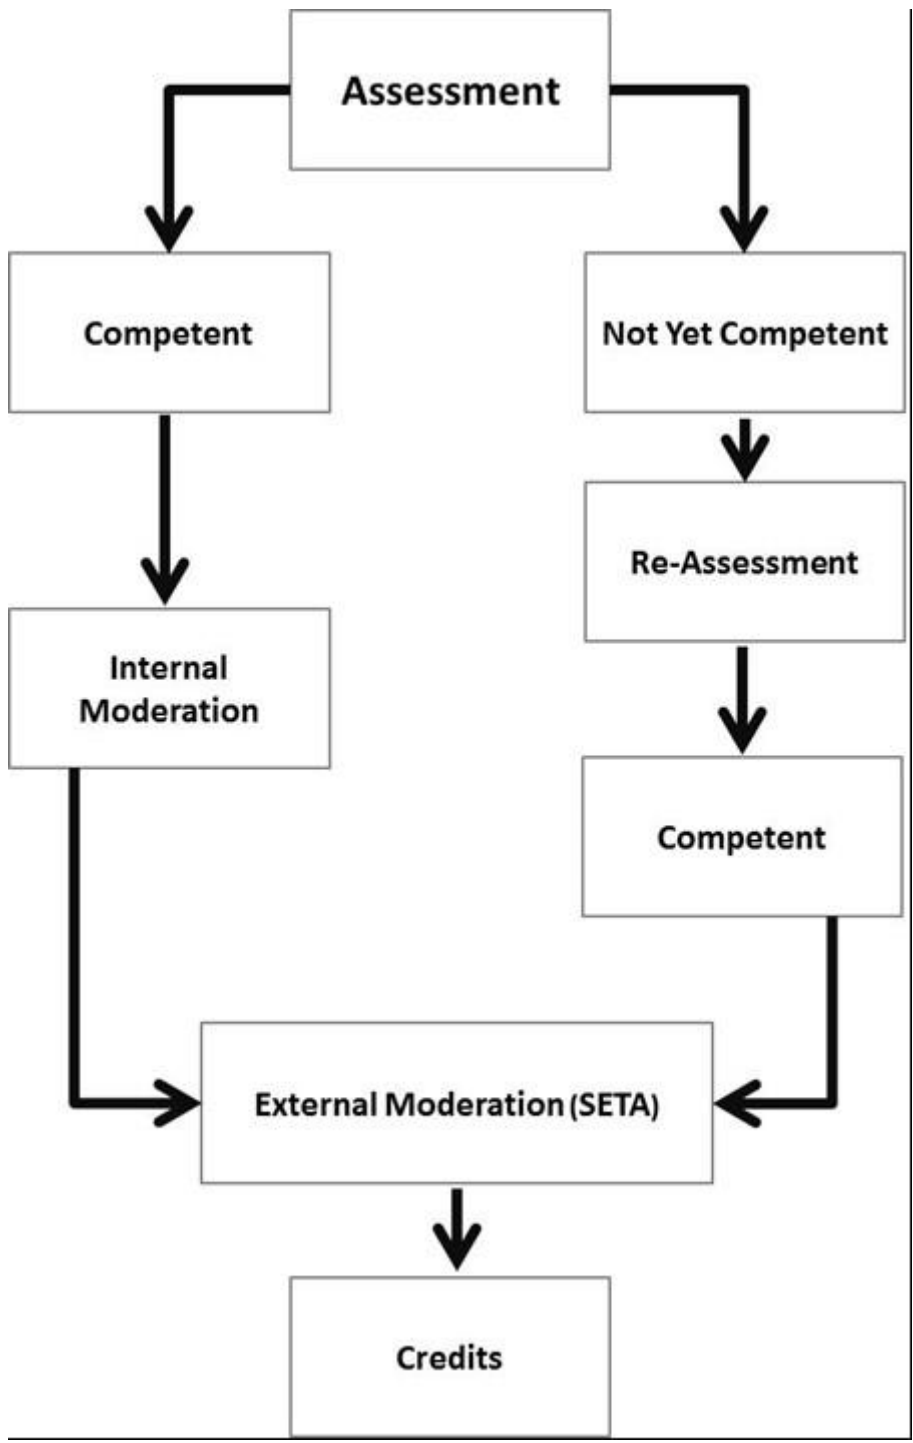 Assessment
Competent
Not Yet Competent
Re-Assessment
Internal
Moderation
Competent
External Moderation (SETA)
Credits